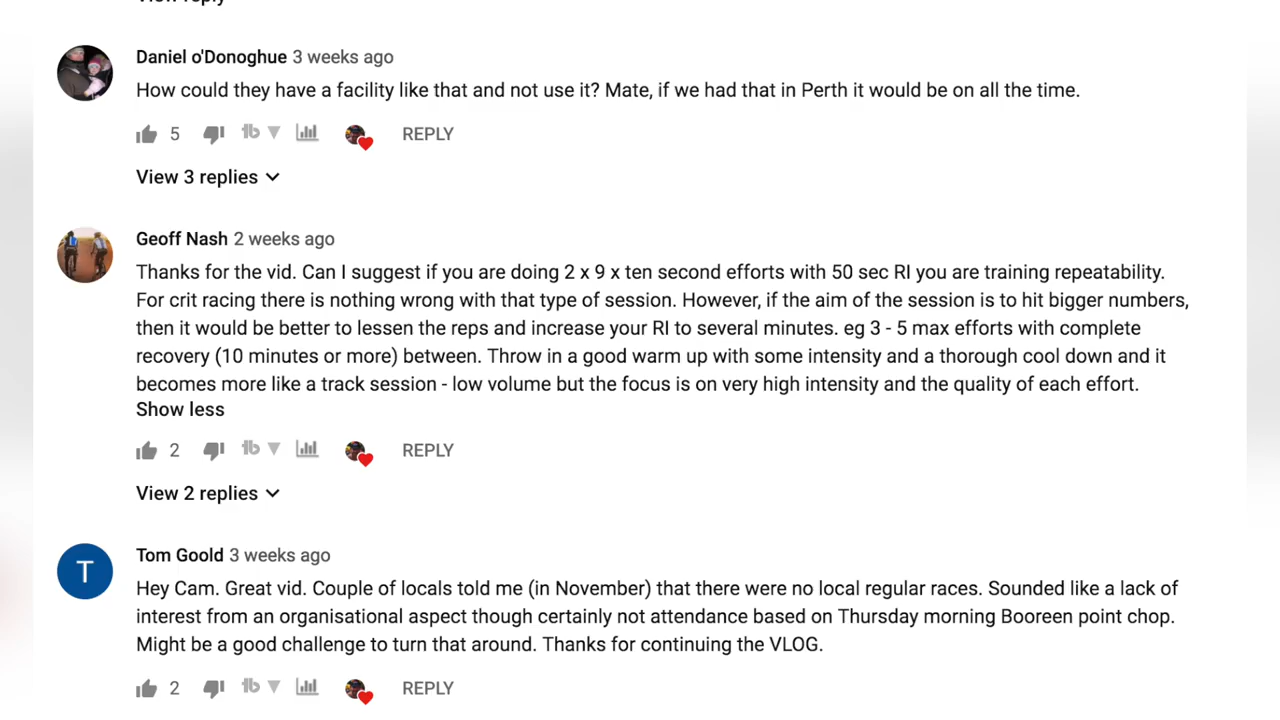 View reply
Daniel o'Donoghue 3 weeks ago
How could they have a facility like that and not use it? Mate, if we had that in Perth it would be on all the time.
5 REPLY
View 3 replies
Geoff Nash 2 weeks ago
Thanks for the vid. Can I suggest if you are doing 2 x 9 x ten second efforts with 50 sec RI you are training repeatability.
For crit racing there is nothing wrong with that type of session. However, if the aim of the session is to hit bigger numbers,
then it would be better to lessen the reps and increase your RI to several minutes. eg 3 - 5 max efforts with complete
recovery (10 minutes or more) between. Throw in a good warm up with some intensity and a thorough cool down and it
becomes more like a track session - low volume but the focus is on very high intensity and the quality of each effort.
Show less
2 REPLY
View 2 replies
T
Tom Goold 3 weeks ago
Hey Cam. Great vid. Couple of locals told me (in November) that there were no local regular races. Sounded like a lack of
interest from an organisational aspect though certainly not attendance based on Thursday morning Booreen point chop.
Might be a good challenge to turn that around. Thanks for continuing the VLOG.
2 REPLY